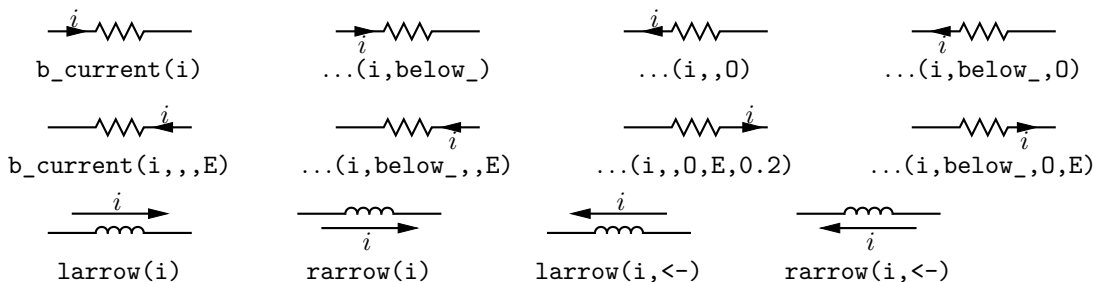 i i i i
b_current(i) ...(i,below_) ...(i,,O) ...(i,below_,O)
i i i i
b_current(i,,,E) ...(i,below_,,E) ...(i,,O,E,0.2) ...(i,below_,O,E)
i i i i
larrow(i) rarrow(i) larrow(i,<-) rarrow(i,<-)